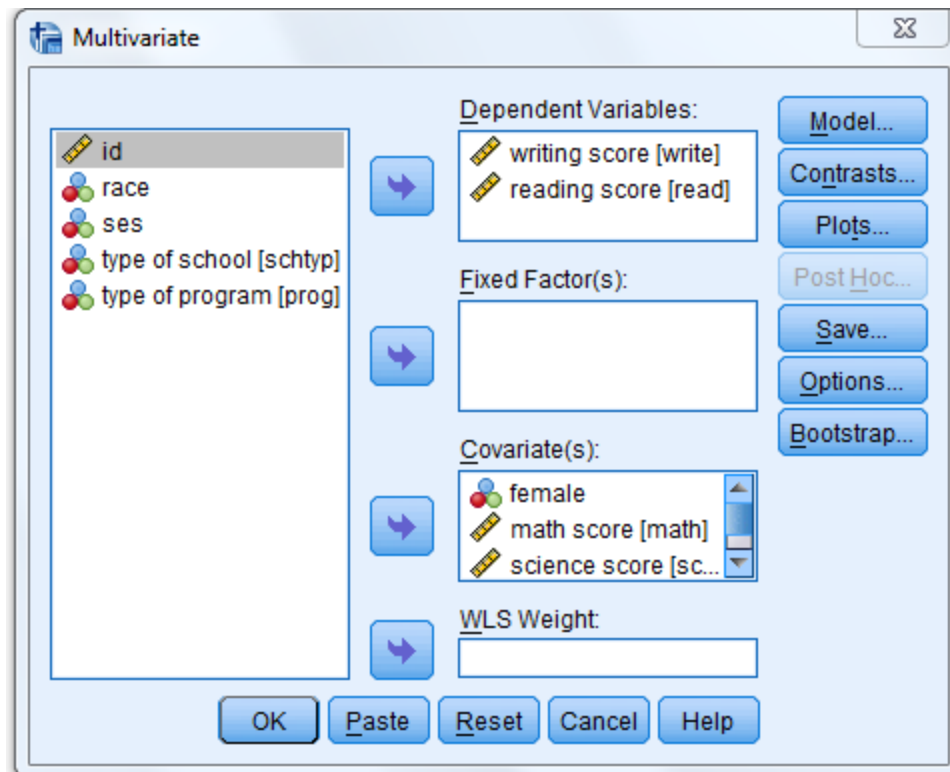 Multivariate
id
race
ses
type of school [schtyp]
type of program [prog]
Dependent Variables:
writing score [write]
reading score [read]
Fixed Factor(s):
Covariate(s):
female
math score [math]
science score [sc...
WLS Weight:
Model...
Contrasts...
Plots...
Post Hoc...
Save...
Options...
Bootstrap...
OK Paste Reset Cancel Help